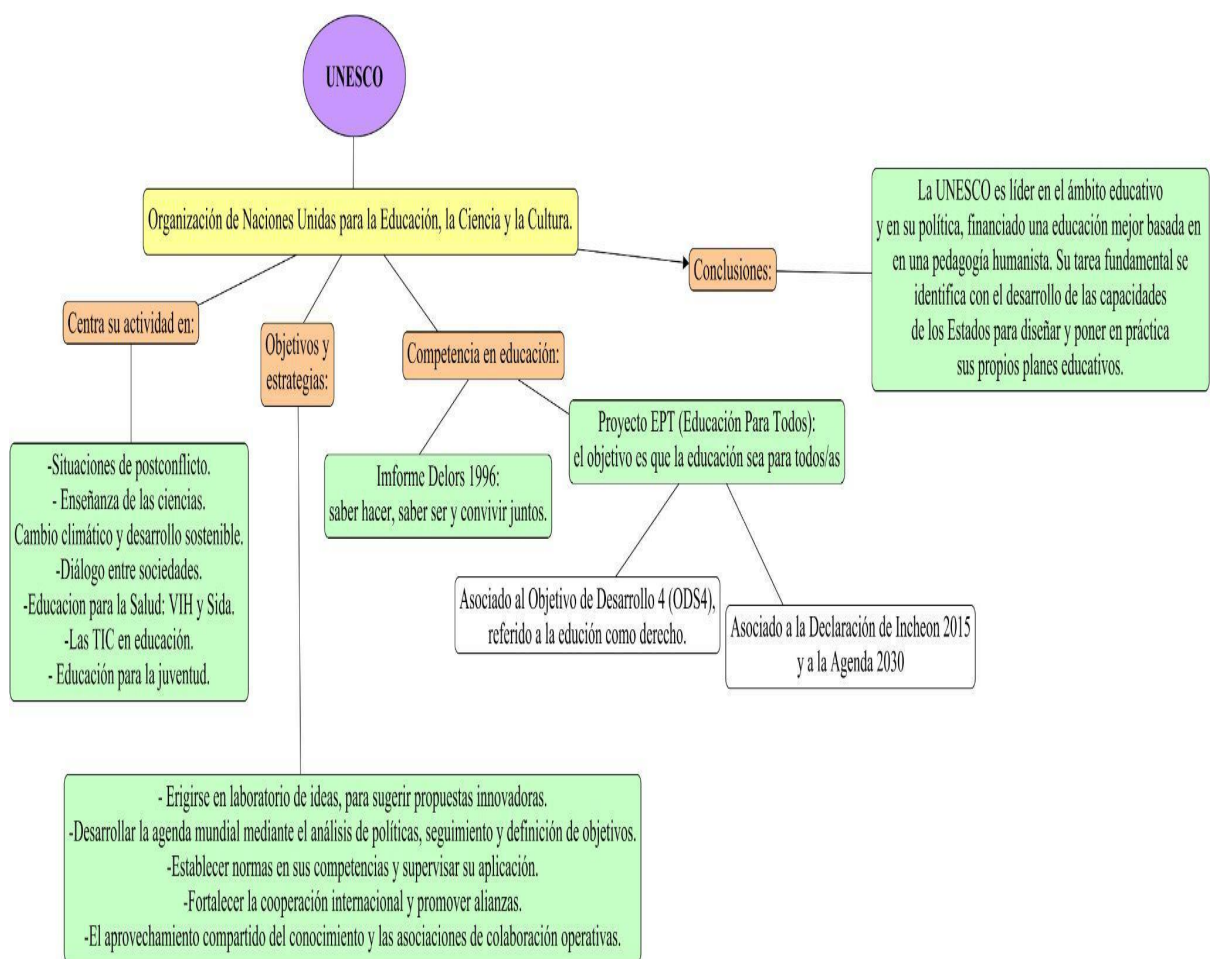 UNESCO
Organización de Naciones Unidas para la Educación, la Ciencia y la Cultura.
Centra su actividad en:
-Situaciones de postconflicto.
- Enseñanza de las ciencias.
Cambio climático y desarrollo sostenible.
-Diálogo entre sociedades.
-Educacion para la Salud: VIH y Sida.
-Las TIC en educación.
- Educación para la juventud.
Objetivos y
estrategias:
- Erigirse en laboratorio de ideas, para sugerir propuestas innovadoras.
-Desarrollar la agenda mundial mediante el análisis de políticas, seguimiento y definición de objetivos.
-Establecer normas en sus competencias y supervisar su aplicación.
-Fortalecer la cooperación internacional y promover alianzas.
-El aprovechamiento compartido del conocimiento y las asociaciones de colaboración operativas.
Competencia en educación:
Imforme Delors 1996:
saber hacer, saber ser y convivir juntos.
Proyecto EPT (Educación Para Todos):
el objetivo es que la educación sea para todos/as
Asociado al Objetivo de Desarrollo 4 (ODS4),
referido a la edución como derecho.
Asociado a la Declaración de Incheon 2015
y a la Agenda 2030
Conclusiones:
La UNESCO es líder en el ámbito educativo
y en su política, financiado una educación mejor basada en
en una pedagogía humanista. Su tarea fundamental se
identifica con el desarrollo de las capacidades
de los Estados para diseñar y poner en práctica
sus propios planes educativos.